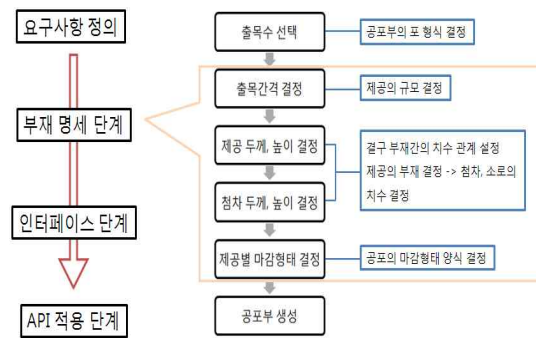 요구사항 정의
부재 명세 단계
인터페이스 단계
API 적용 단계
출목수 선택
공포부의 포 형식 결정
출목간격 결정
제공의 규모 결정
제공 두께, 높이 결정
첨차 두께, 높이 결정
결구 부재간의 치수 관계 설정
제공의 부재 결정 -> 첨차, 소로의
치수 결정
제공별 마감형태 결정
공포의 마감형태 양식 결정
공포부 생성